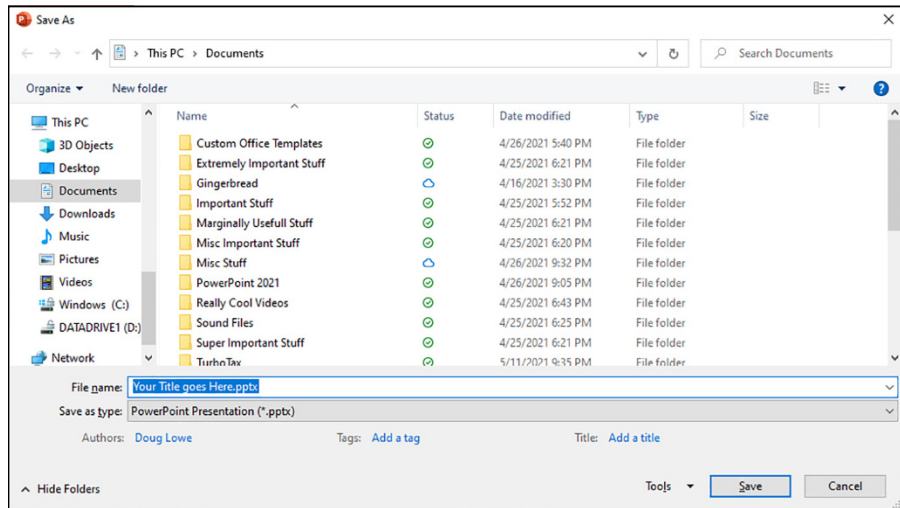 Save As
This PC > Documents
Search Documents
Organize New folder
Name Status Date modified Type Size
This PC
3D Objects
Desktop
Documents
Downloads
Music
Pictures
Videos
Windows (C:)
DATADRIVE1 (D:)
Network
Custom Office Templates 4/26/2021 5:40 PM File folder
Extremely Important Stuff 4/25/2021 6:21 PM File folder
Gingerbread 4/16/2021 3:30 PM File folder
Important Stuff 4/25/2021 5:52 PM File folder
Marginally Usefull Stuff 4/25/2021 6:21 PM File folder
Misc Important Stuff 4/25/2021 6:20 PM File folder
Misc Stuff 4/26/2021 9:32 PM File folder
PowerPoint 2021 4/26/2021 9:05 PM File folder
Really Cool Videos 4/25/2021 6:43 PM File folder
Sound Files 4/25/2021 6:25 PM File folder
Super Important Stuff 4/25/2021 6:21 PM File folder
TurboTax 5/11/2021 9:35 PM File folder
File name: Your Title goes Here.pptx
Save as type: PowerPoint Presentation (*.pptx)
Authors: Doug Lowe Tags: Add a tag Title: Add a title
Hide Folders Tools Save Cancel